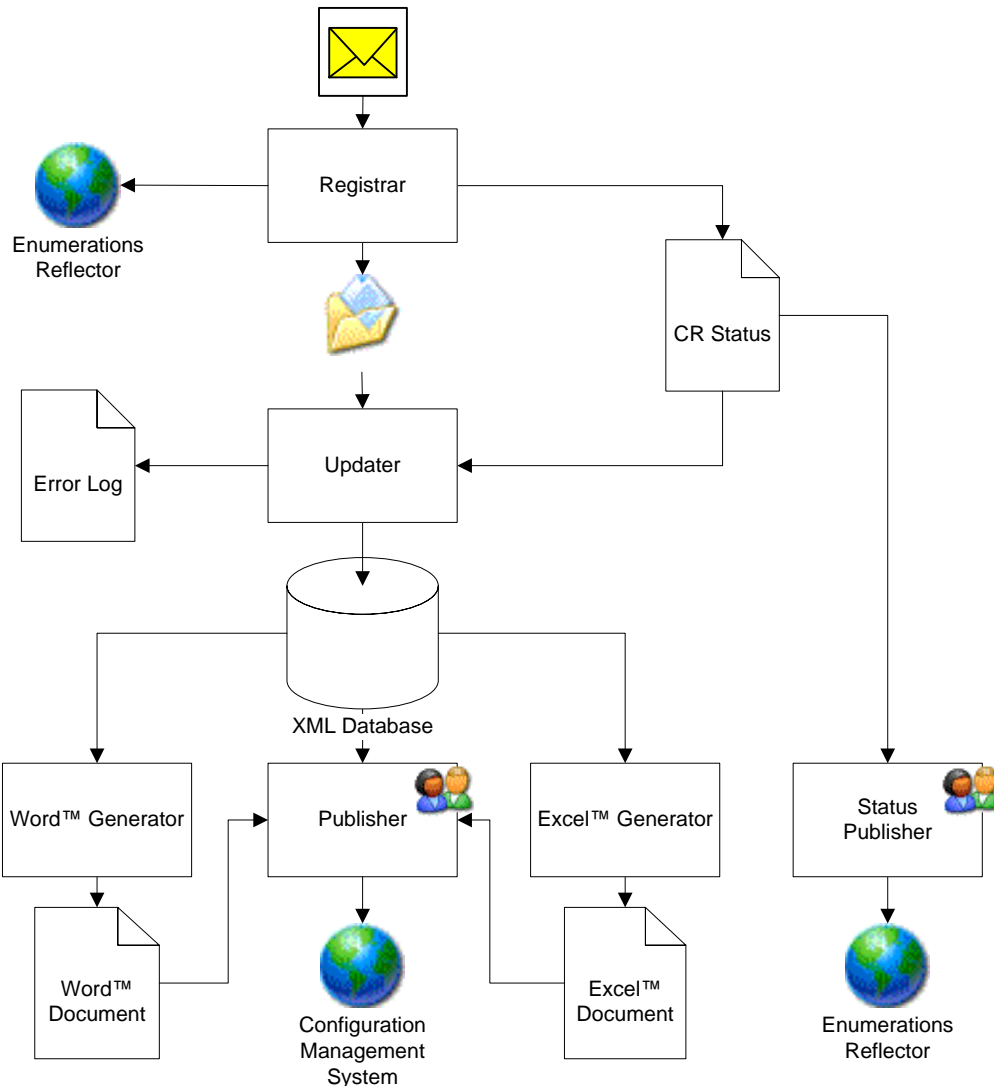 Registrar
Enumerations
Reflector
CR Status
Updater
Error Log
XML Database
Word™ Generator
Publisher
Excel™ Generator
Status
Publisher
Word™
Document
Configuration
Management
System
Excel™
Document
Enumerations
Reflector